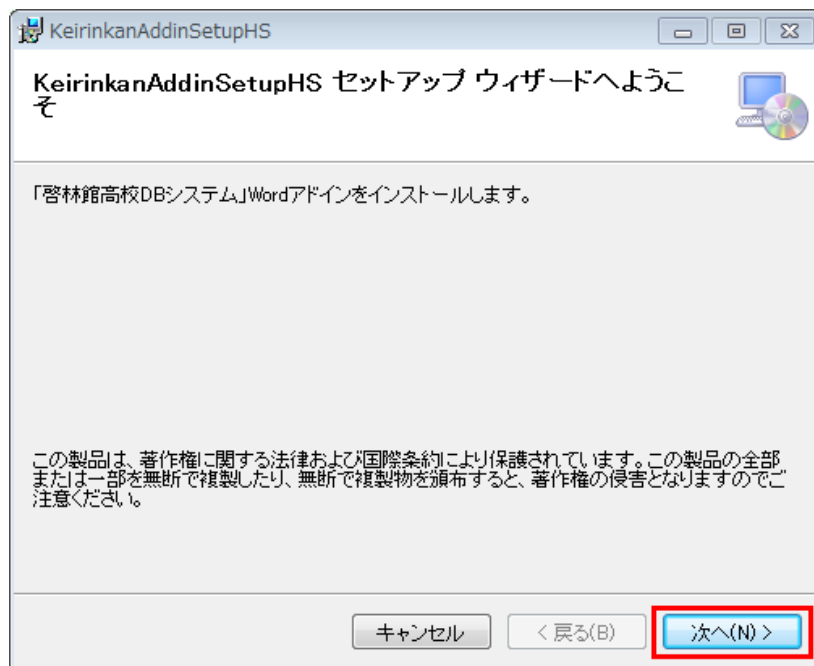 KeirinkanAddinSetupHS
KeirinkanAddinSetupHS セットアップ ウィザードへようこ
そ
「啓林館高校DBシステム」Wordアドインをインストールします。
この製品は、著作権に関する法律および国際条約により保護されています。この製品の全部
または一部を無断で複製したり、無断で複製物を頒布すると、著作権の侵害となりますのでご
注意ください。
キャンセル
< 戻る(B)
次へ(N) >